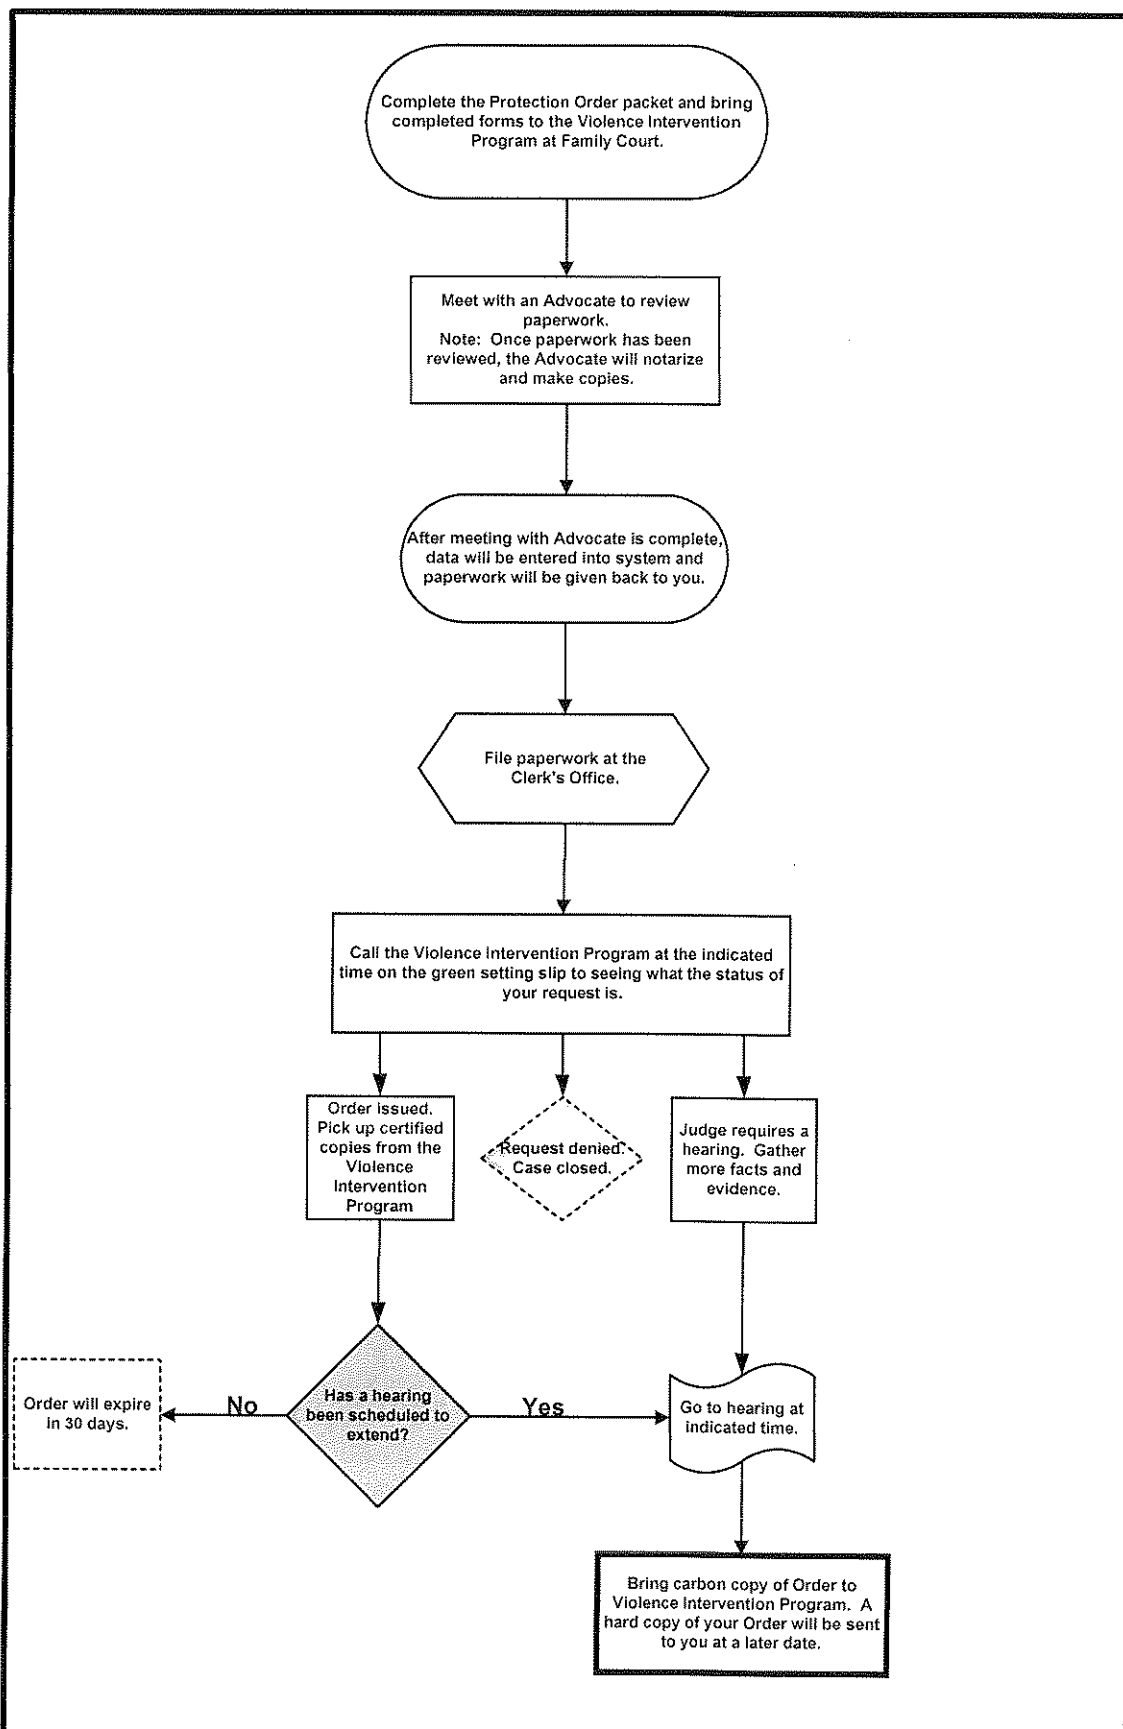 Complete the Protection Order packet and bring
completed forms to the Violence Intervention
Program at Family Court.
Meet with an Advocate to review
paperwork.
Note: Once paperwork has been
reviewed, the Advocate will notarize
and make copies.
After meeting with Advocate is complete,
data will be entered into system and
paperwork will be given back to you.
File paperwork at the
Clerk's Office.
Call the Violence Intervention Program at the indicated
time on the green setting slip to seeing what the status of
your request is.
Order issued.
Pick up certified
copies from the
Violence
Intervention
Program
Request denied.
Case closed.
Judge requires a
hearing. Gather
more facts and
evidence.
Order will expire
in 30 days.
No
Has a hearing
been scheduled to
extend?
Yes
Go to hearing at
indicated time.
Bring carbon copy of Order to
Violence Intervention Program. A
hard copy of your Order will be sent
to you at a later date.